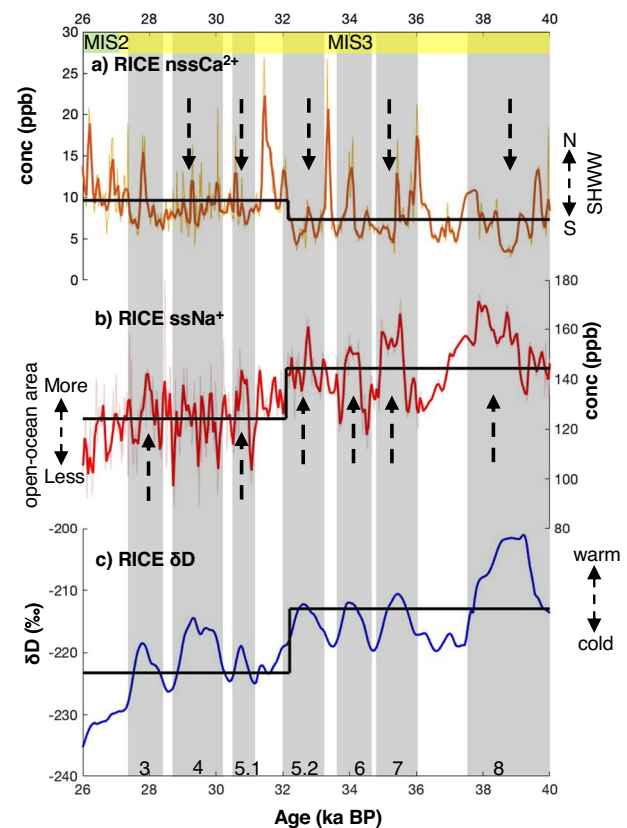 26 28 30 32 34 36 38 40
MIS2 MIS3
a) RICE nssCa²⁺
conc (ppb)
30
25
20
15
10
5
0
N
S
SHWW
b) RICE ssNa⁺
180
160
140
120
100
80
conc (ppb)
More
Less
open-ocean area
c) RICE δD
-200
-210
-220
-230
-240
δD (‰)
warm
cold
3 4 5.1 5.2 6 7 8
26 28 30 32 34 36 38 40
Age (ka BP)